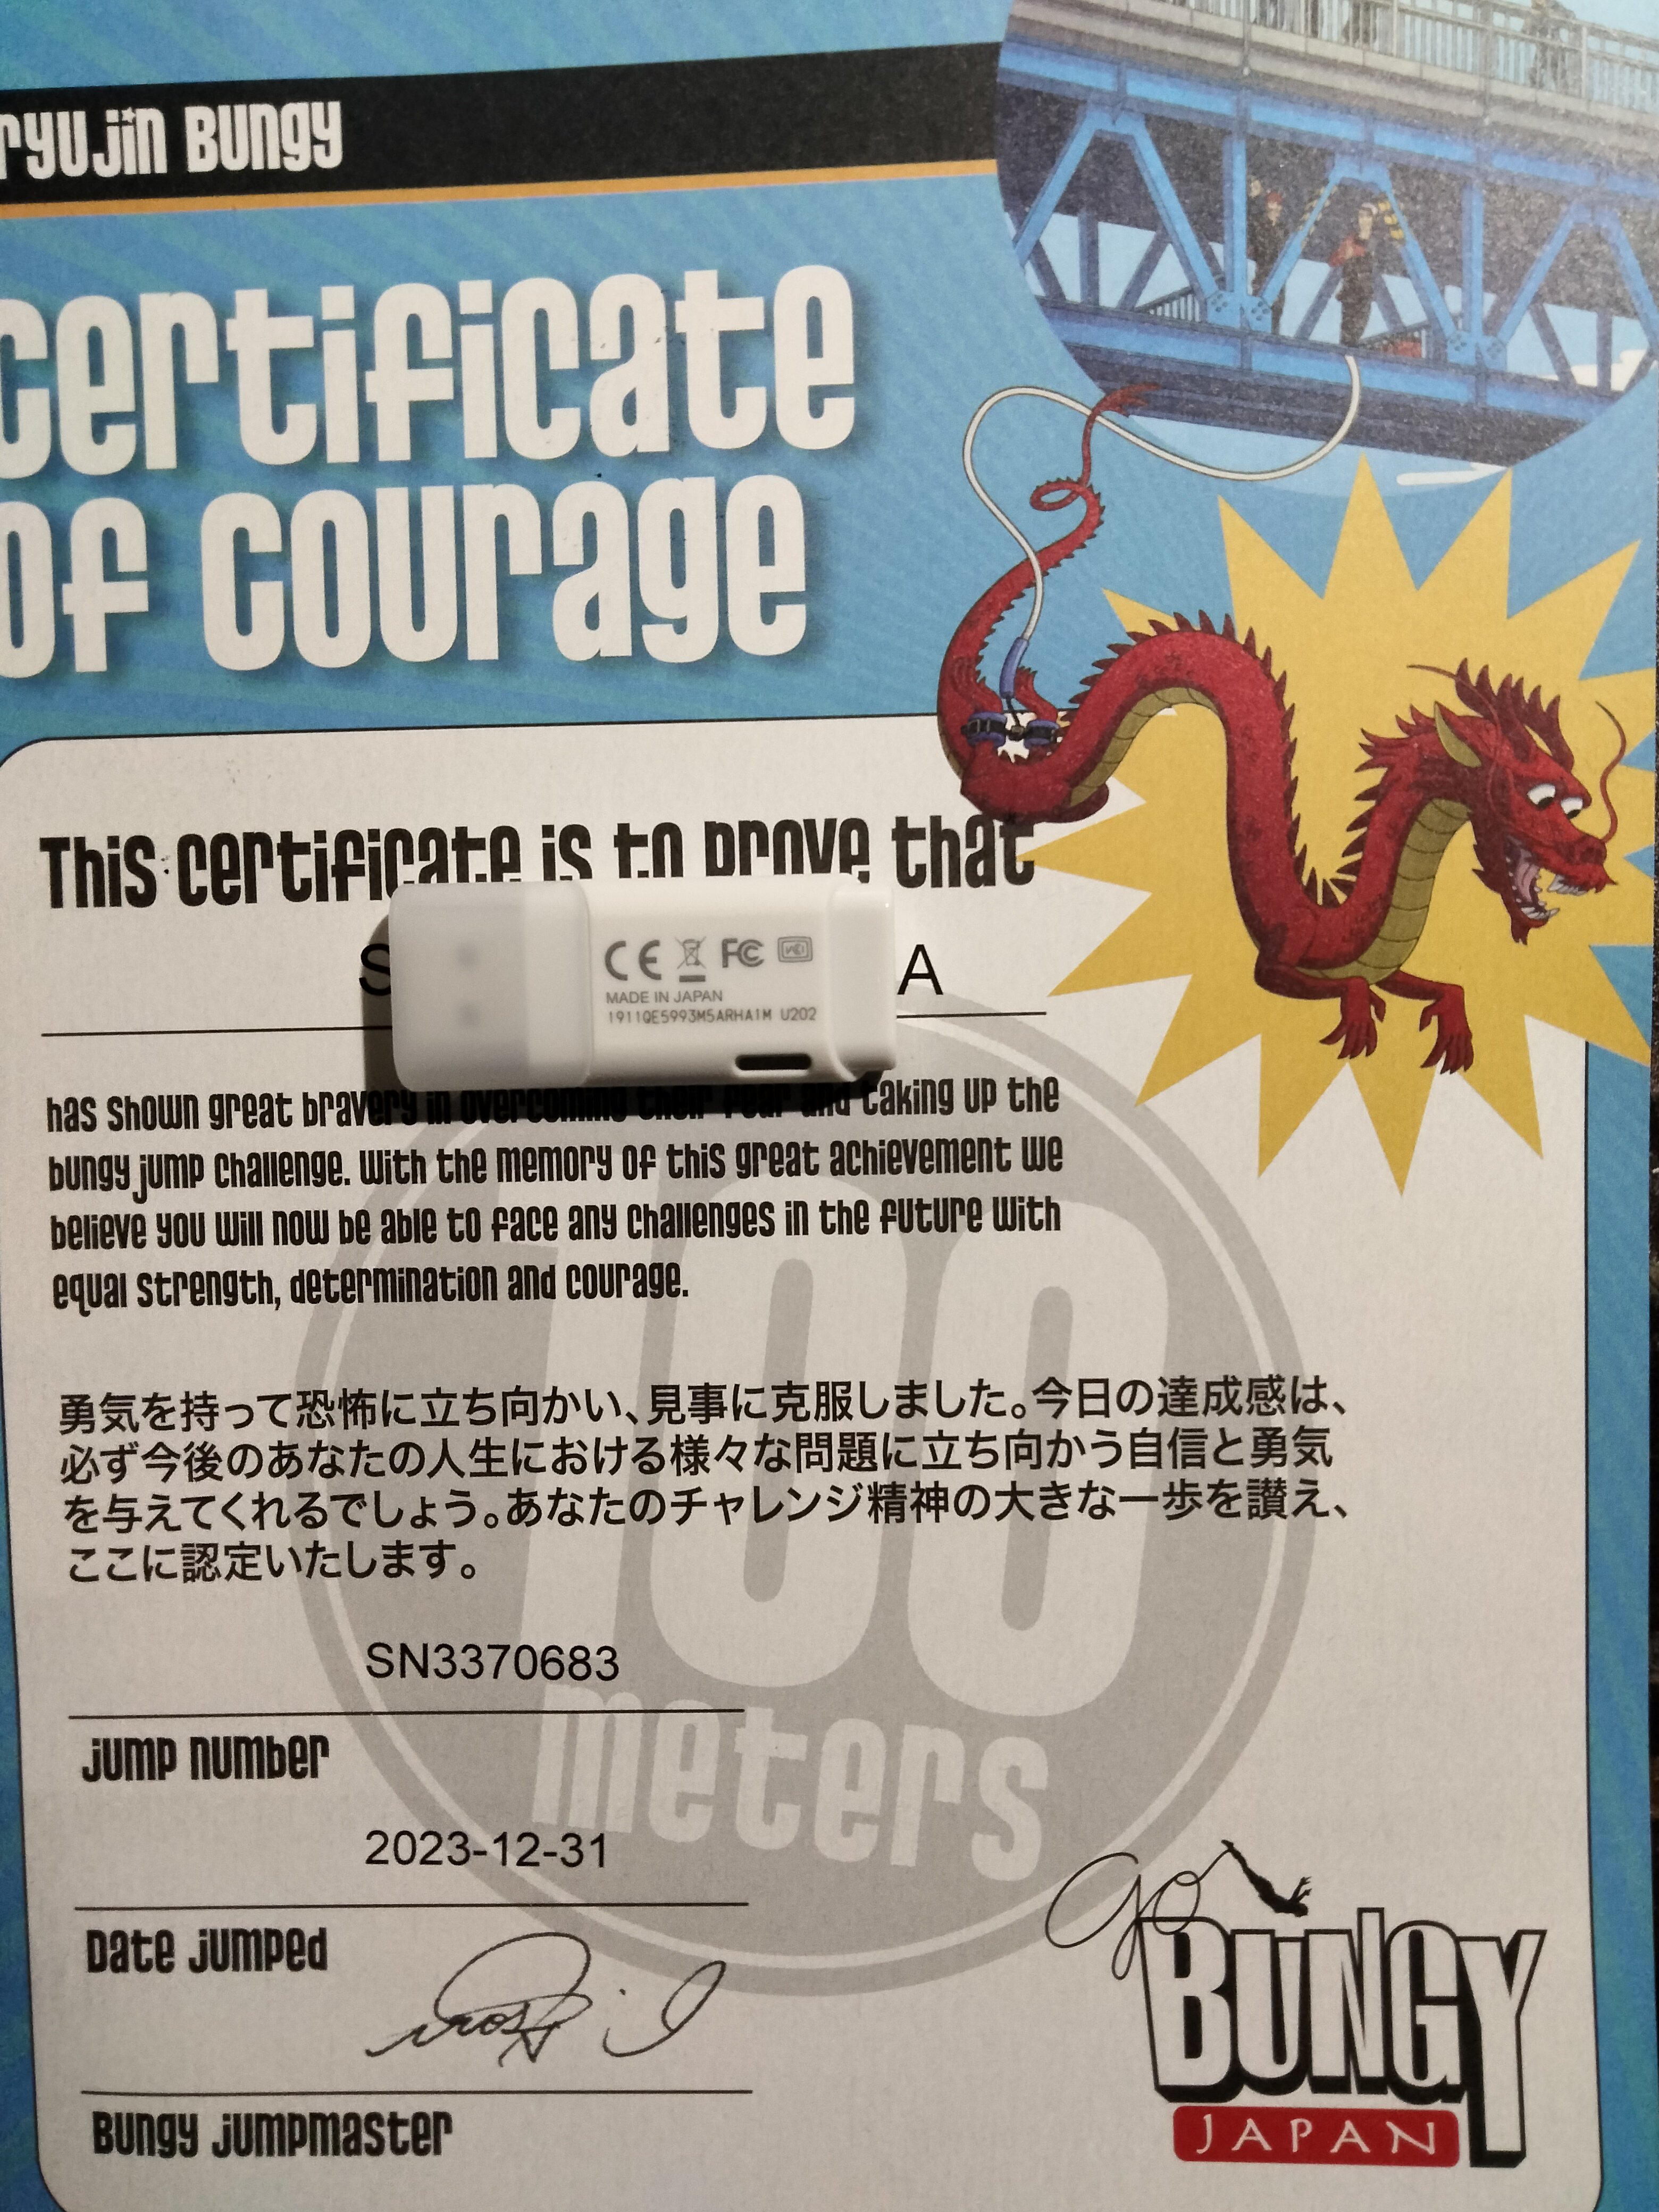 ryujin Bungy
certificate
of courage
This certificate is to prove that
S
A
CE FC
MADE IN JAPAN
1911QE5993M5ARHA1M U202
has shown great bravery in overcoming their fear and taking up the
bungy jump challenge. With the memory of this great achievement we
believe you will now be able to face any challenges in the future with
equal strength, determination and courage.
勇気を持って恐怖に立ち向かい、見事に克服しました。今日の達成感は、
必ず今後のあなたの人生における様々な問題に立ち向かう自信と勇気
を与えてくれるでしょう。あなたのチャレンジ精神の大きな一歩を讃え、
ここに認定いたします。
100
meters
SN3370683
jump number
2023-12-31
Date jumped
Bungy jumpmaster
go
BUNGY
JAPAN